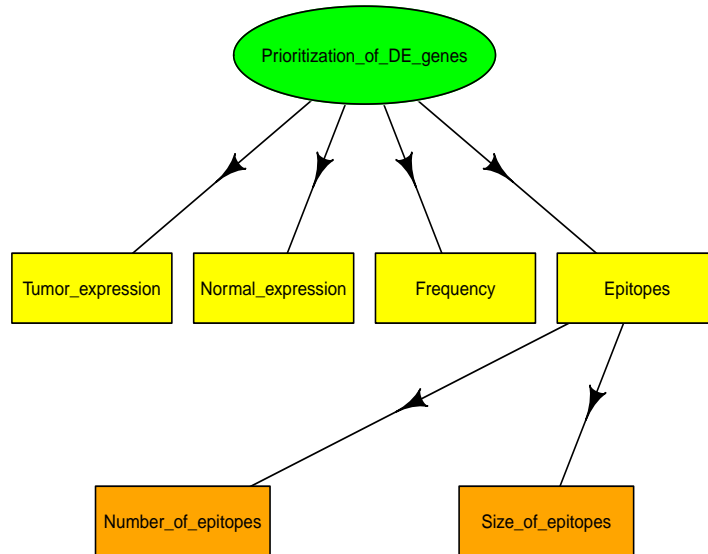 Prioritization_of_DE_genes
Tumor_expression
Normal_expression
Frequency
Epitopes
Number_of_epitopes
Size_of_epitopes